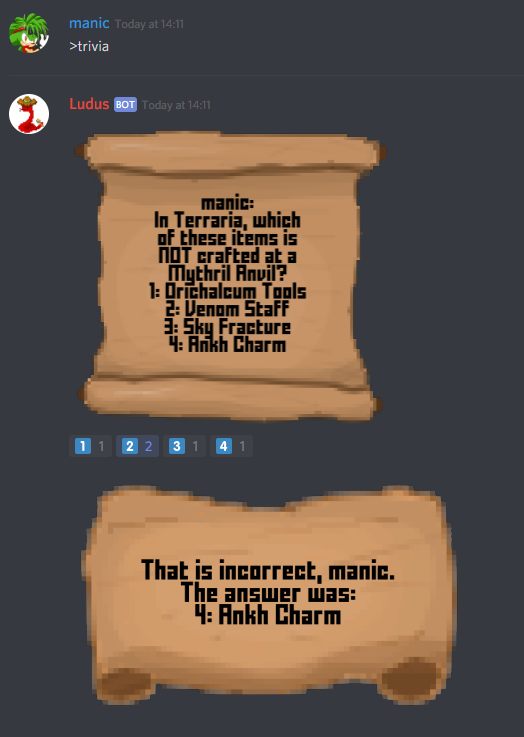 manic Today at 14:11
>trivia
Ludus BOT Today at 14:11
manic:
In Terraria, which
of these items is
NOT crafted at a
Mythril Anvil?
1: Orichalcum Tools
2: Venom Staff
3: Sky Fracture
4: Ankh Charm
1 1 2 2 3 1 4 1
That is incorrect, manic.
The answer was:
4: Ankh Charm